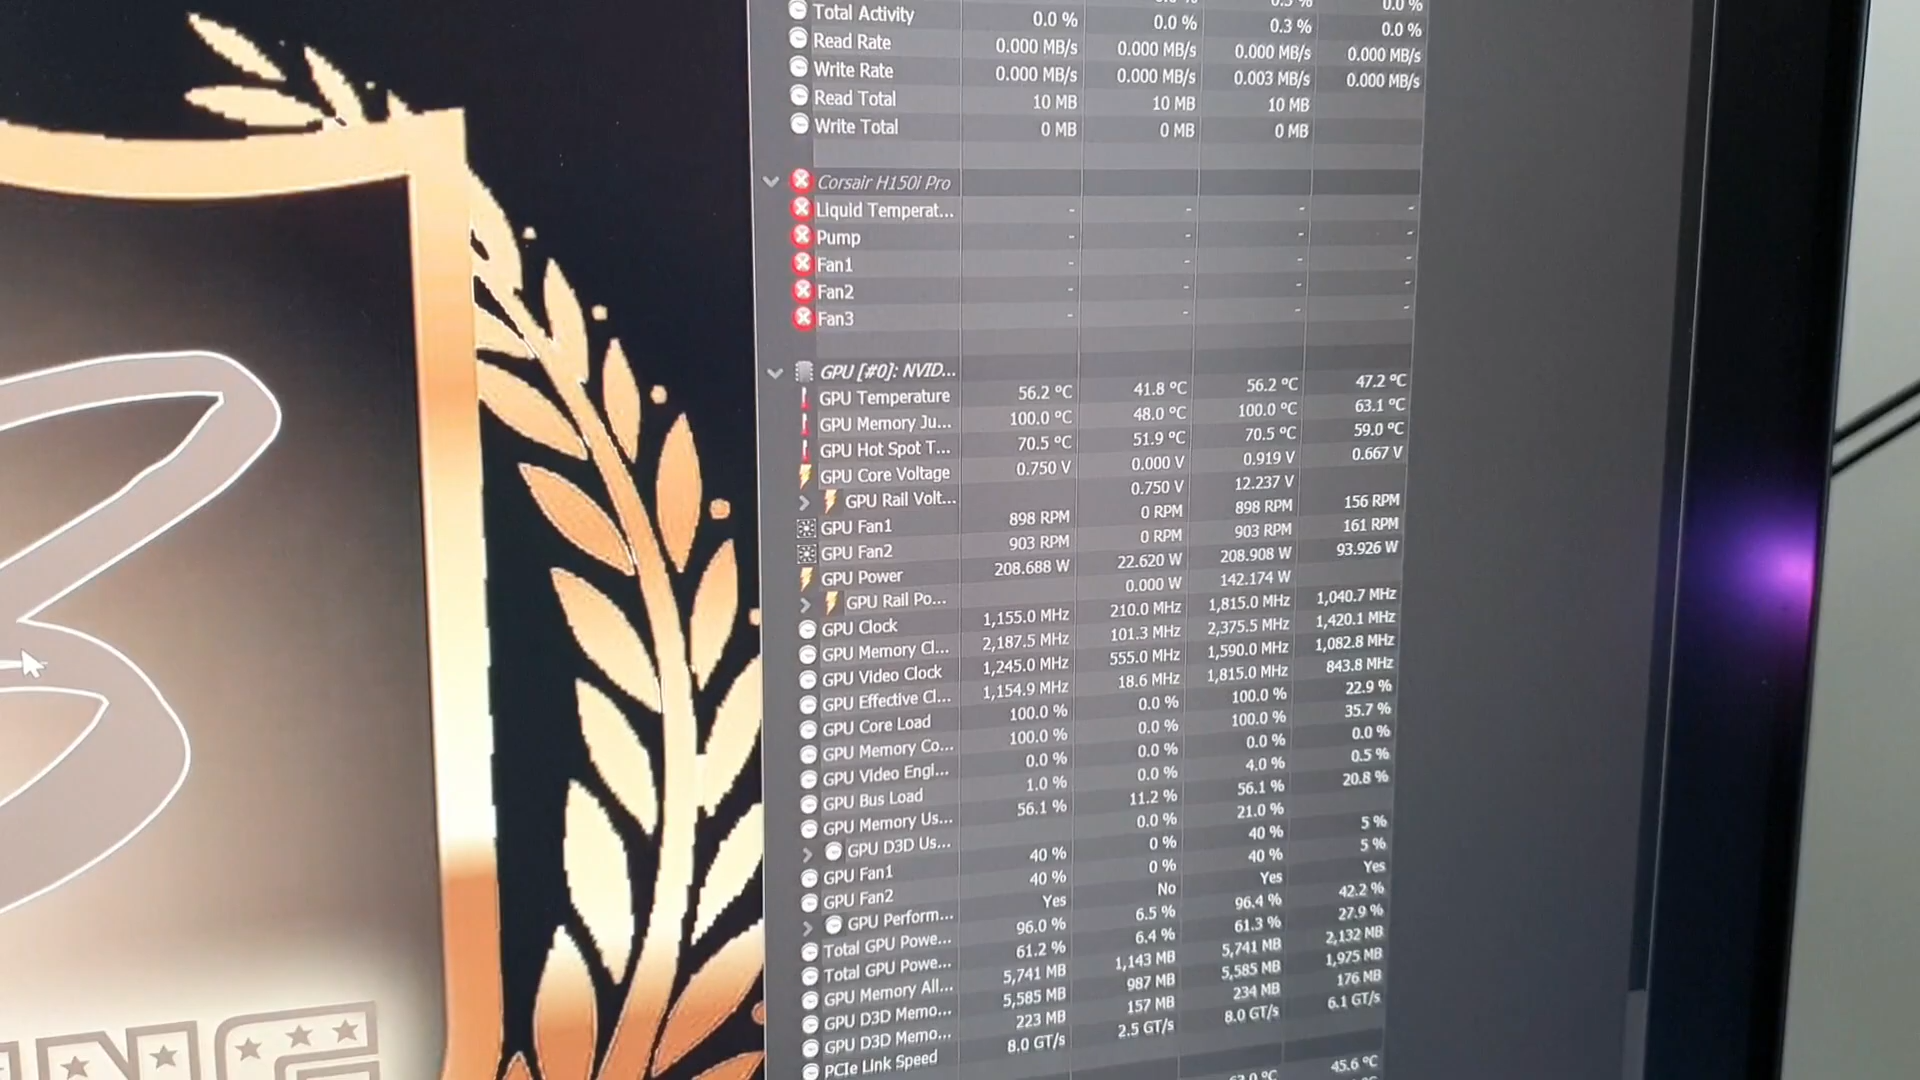 0.3 % 0.0 %
Total Activity 0.0 % 0.0 % 0.3 % 0.0 %
Read Rate 0.000 MB/s 0.000 MB/s 0.000 MB/s 0.000 MB/s
Write Rate 0.000 MB/s 0.000 MB/s 0.003 MB/s 0.000 MB/s
Read Total 10 MB 10 MB 10 MB
Write Total 0 MB 0 MB 0 MB
Corsair H150i Pro
Liquid Temperat... - - - -
Pump - - - -
Fan1 - - - -
Fan2 - - - -
Fan3 - - - -
GPU [#0]: NVID...
GPU Temperature 56.2 °C 41.8 °C 56.2 °C 47.2 °C
GPU Memory Ju... 100.0 °C 48.0 °C 100.0 °C 63.1 °C
GPU Hot Spot T... 70.5 °C 51.9 °C 70.5 °C 59.0 °C
GPU Core Voltage 0.750 V 0.000 V 0.919 V 0.667 V
GPU Rail Volt... 0.750 V 12.237 V
GPU Fan1 898 RPM 0 RPM 898 RPM 156 RPM
GPU Fan2 903 RPM 0 RPM 903 RPM 161 RPM
GPU Power 208.688 W 22.620 W 208.908 W 93.926 W
GPU Rail Po... 0.000 W 142.174 W
GPU Clock 1,155.0 MHz 210.0 MHz 1,815.0 MHz 1,040.7 MHz
GPU Memory Cl... 2,187.5 MHz 101.3 MHz 2,375.5 MHz 1,420.1 MHz
GPU Video Clock 1,245.0 MHz 555.0 MHz 1,590.0 MHz 1,082.8 MHz
GPU Effective Cl... 1,154.9 MHz 18.6 MHz 1,815.0 MHz 843.8 MHz
GPU Core Load 100.0 % 0.0 % 100.0 % 22.9 %
GPU Memory Co... 100.0 % 0.0 % 100.0 % 35.7 %
GPU Video Engi... 0.0 % 0.0 % 0.0 % 0.0 %
GPU Bus Load 1.0 % 0.0 % 4.0 % 0.5 %
GPU Memory Us... 56.1 % 11.2 % 56.1 % 20.8 %
GPU D3D Us... 0.0 % 21.0 %
GPU Fan1 40 % 0 % 40 % 5 %
GPU Fan2 40 % 0 % 40 % 5 %
GPU Perform... Yes No Yes Yes
Total GPU Powe... 96.0 % 6.5 % 96.4 % 42.2 %
Total GPU Powe... 61.2 % 6.4 % 61.3 % 27.9 %
GPU Memory All... 5,741 MB 1,143 MB 5,741 MB 2,132 MB
GPU D3D Memo... 5,585 MB 987 MB 5,585 MB 1,975 MB
GPU D3D Memo... 223 MB 157 MB 234 MB 176 MB
PCIe Link Speed 8.0 GT/s 2.5 GT/s 8.0 GT/s 6.1 GT/s
45.6 °C